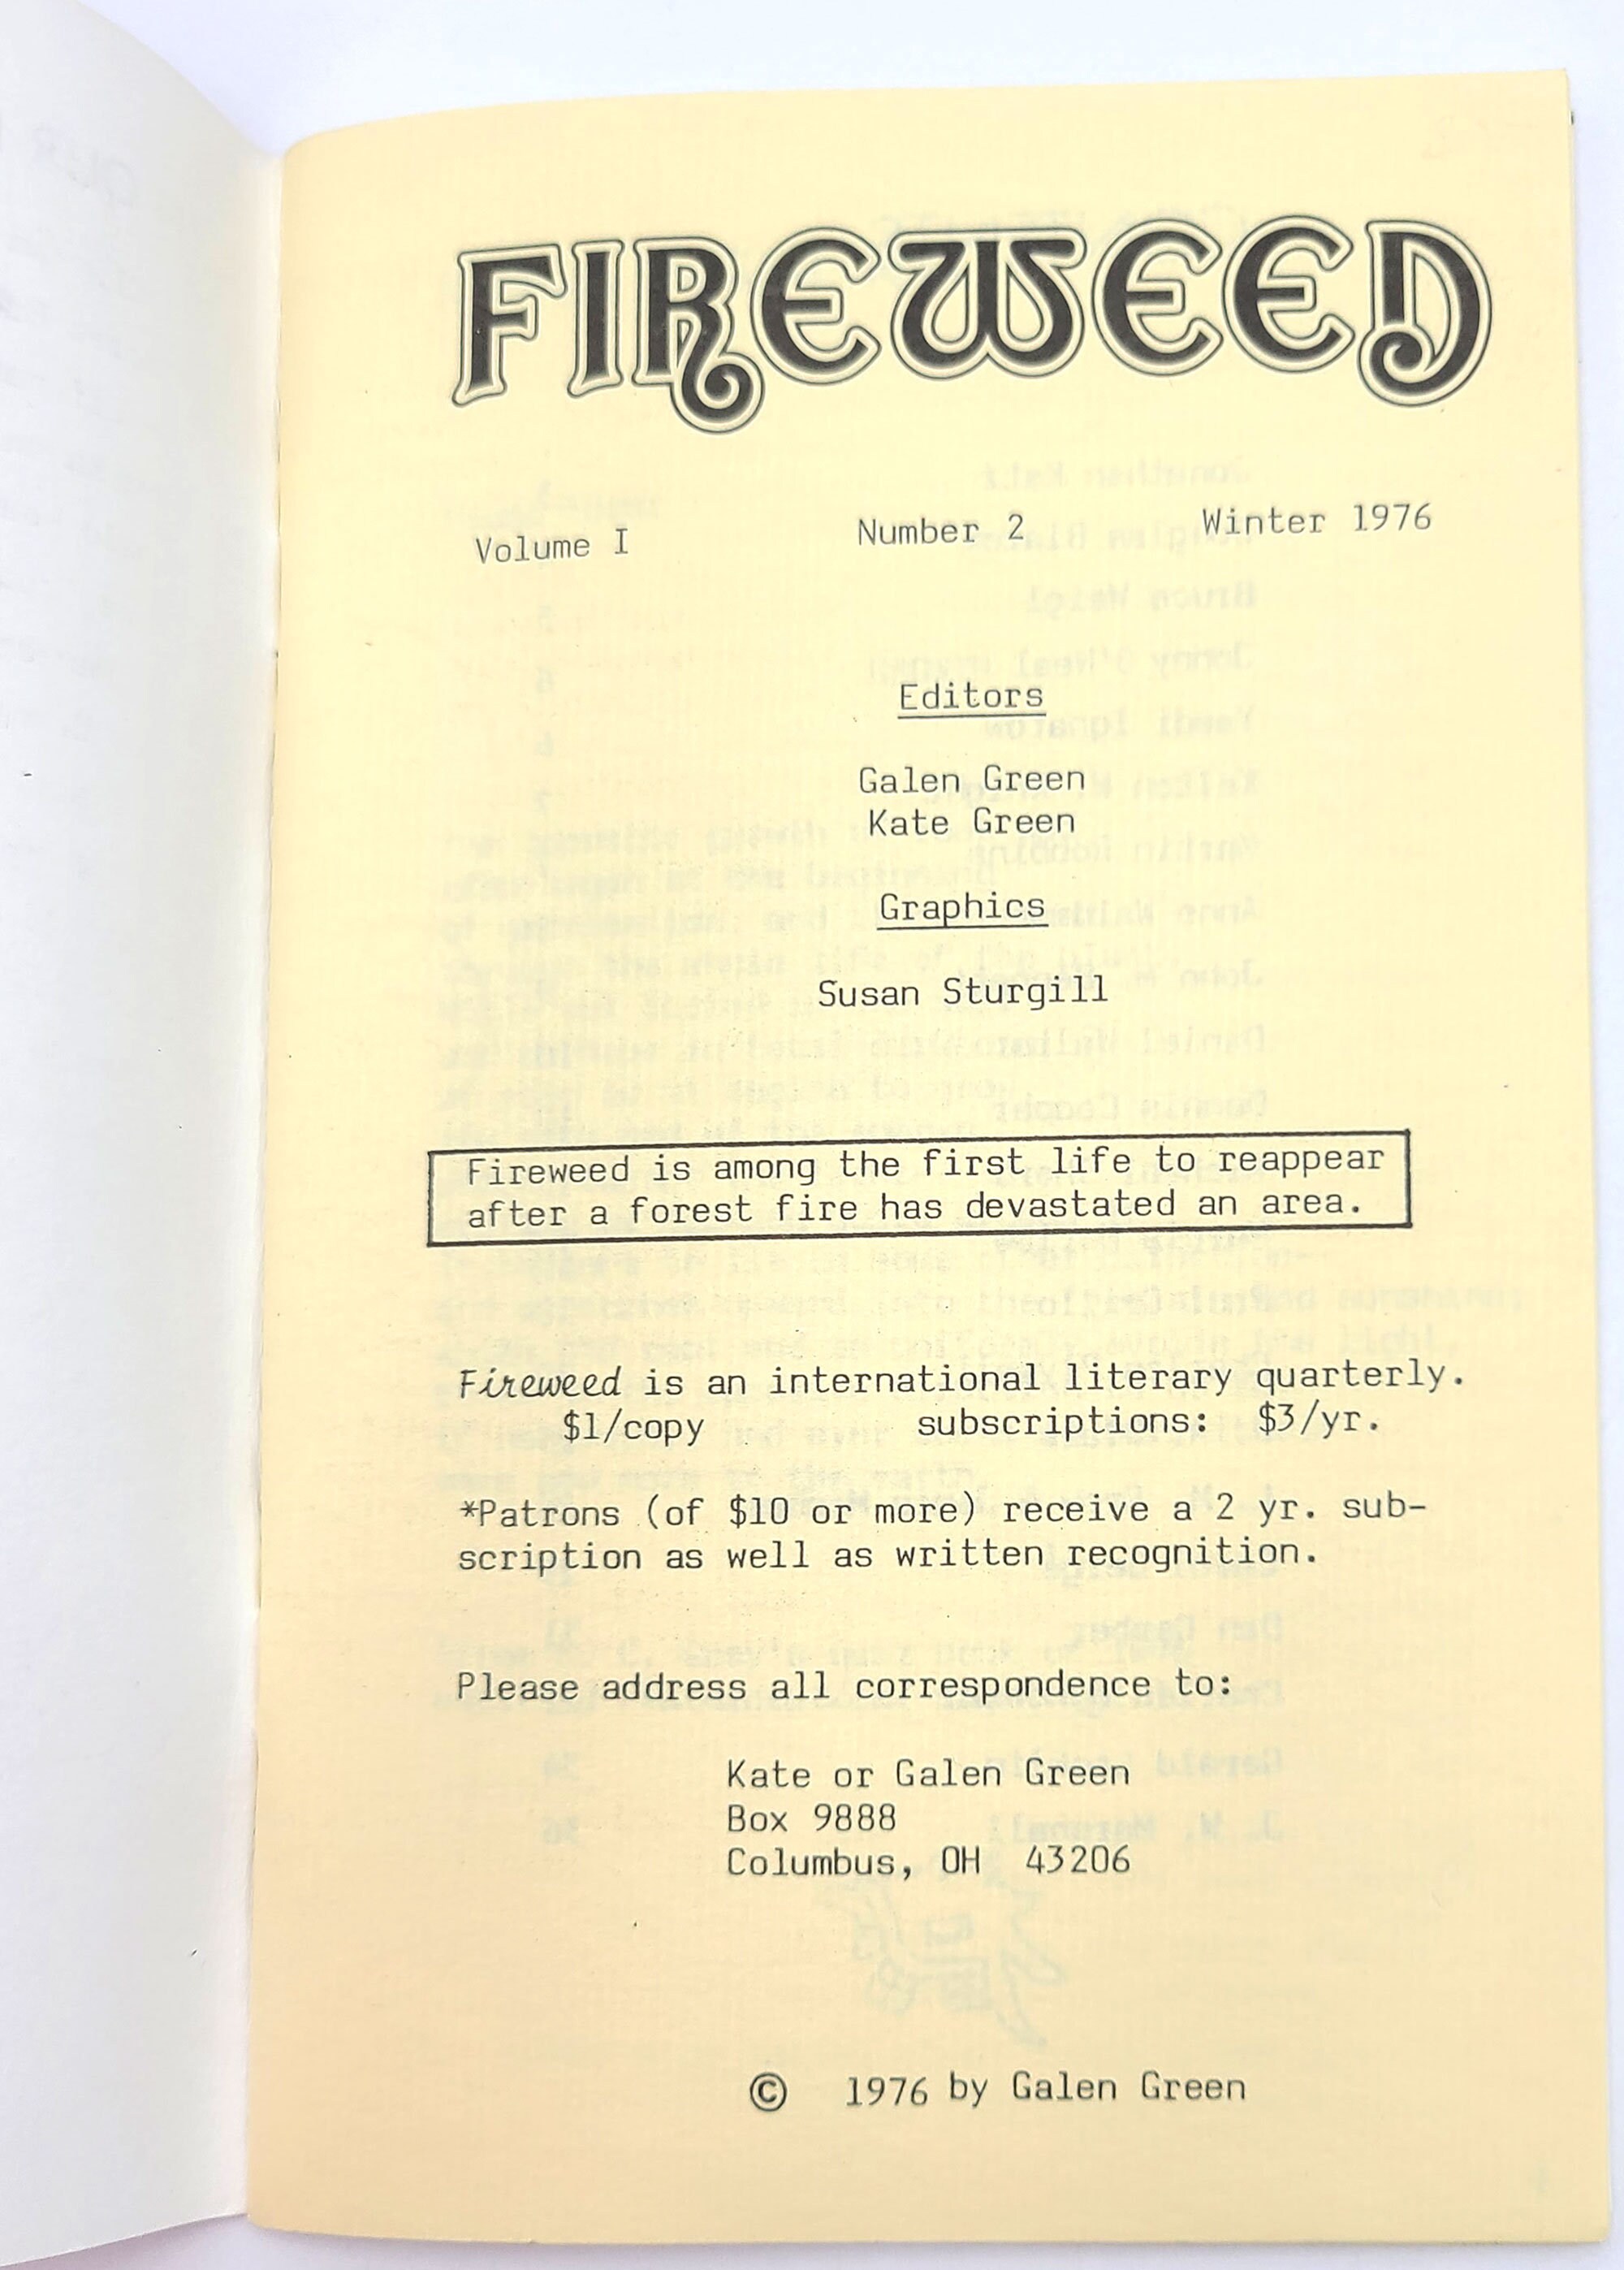 FIREWEED
Volume I Number 2 Winter 1976
Editors
Galen Green
Kate Green
Graphics
Susan Sturgill
Fireweed is among the first life to reappear
after a forest fire has devastated an area.
Fireweed is an international literary quarterly.
$1/copy subscriptions: $3/yr.
*Patrons (of $10 or more) receive a 2 yr. sub-
scription as well as written recognition.
Please address all correspondence to:
Kate or Galen Green
Box 9888
Columbus, OH 43206
© 1976 by Galen Green